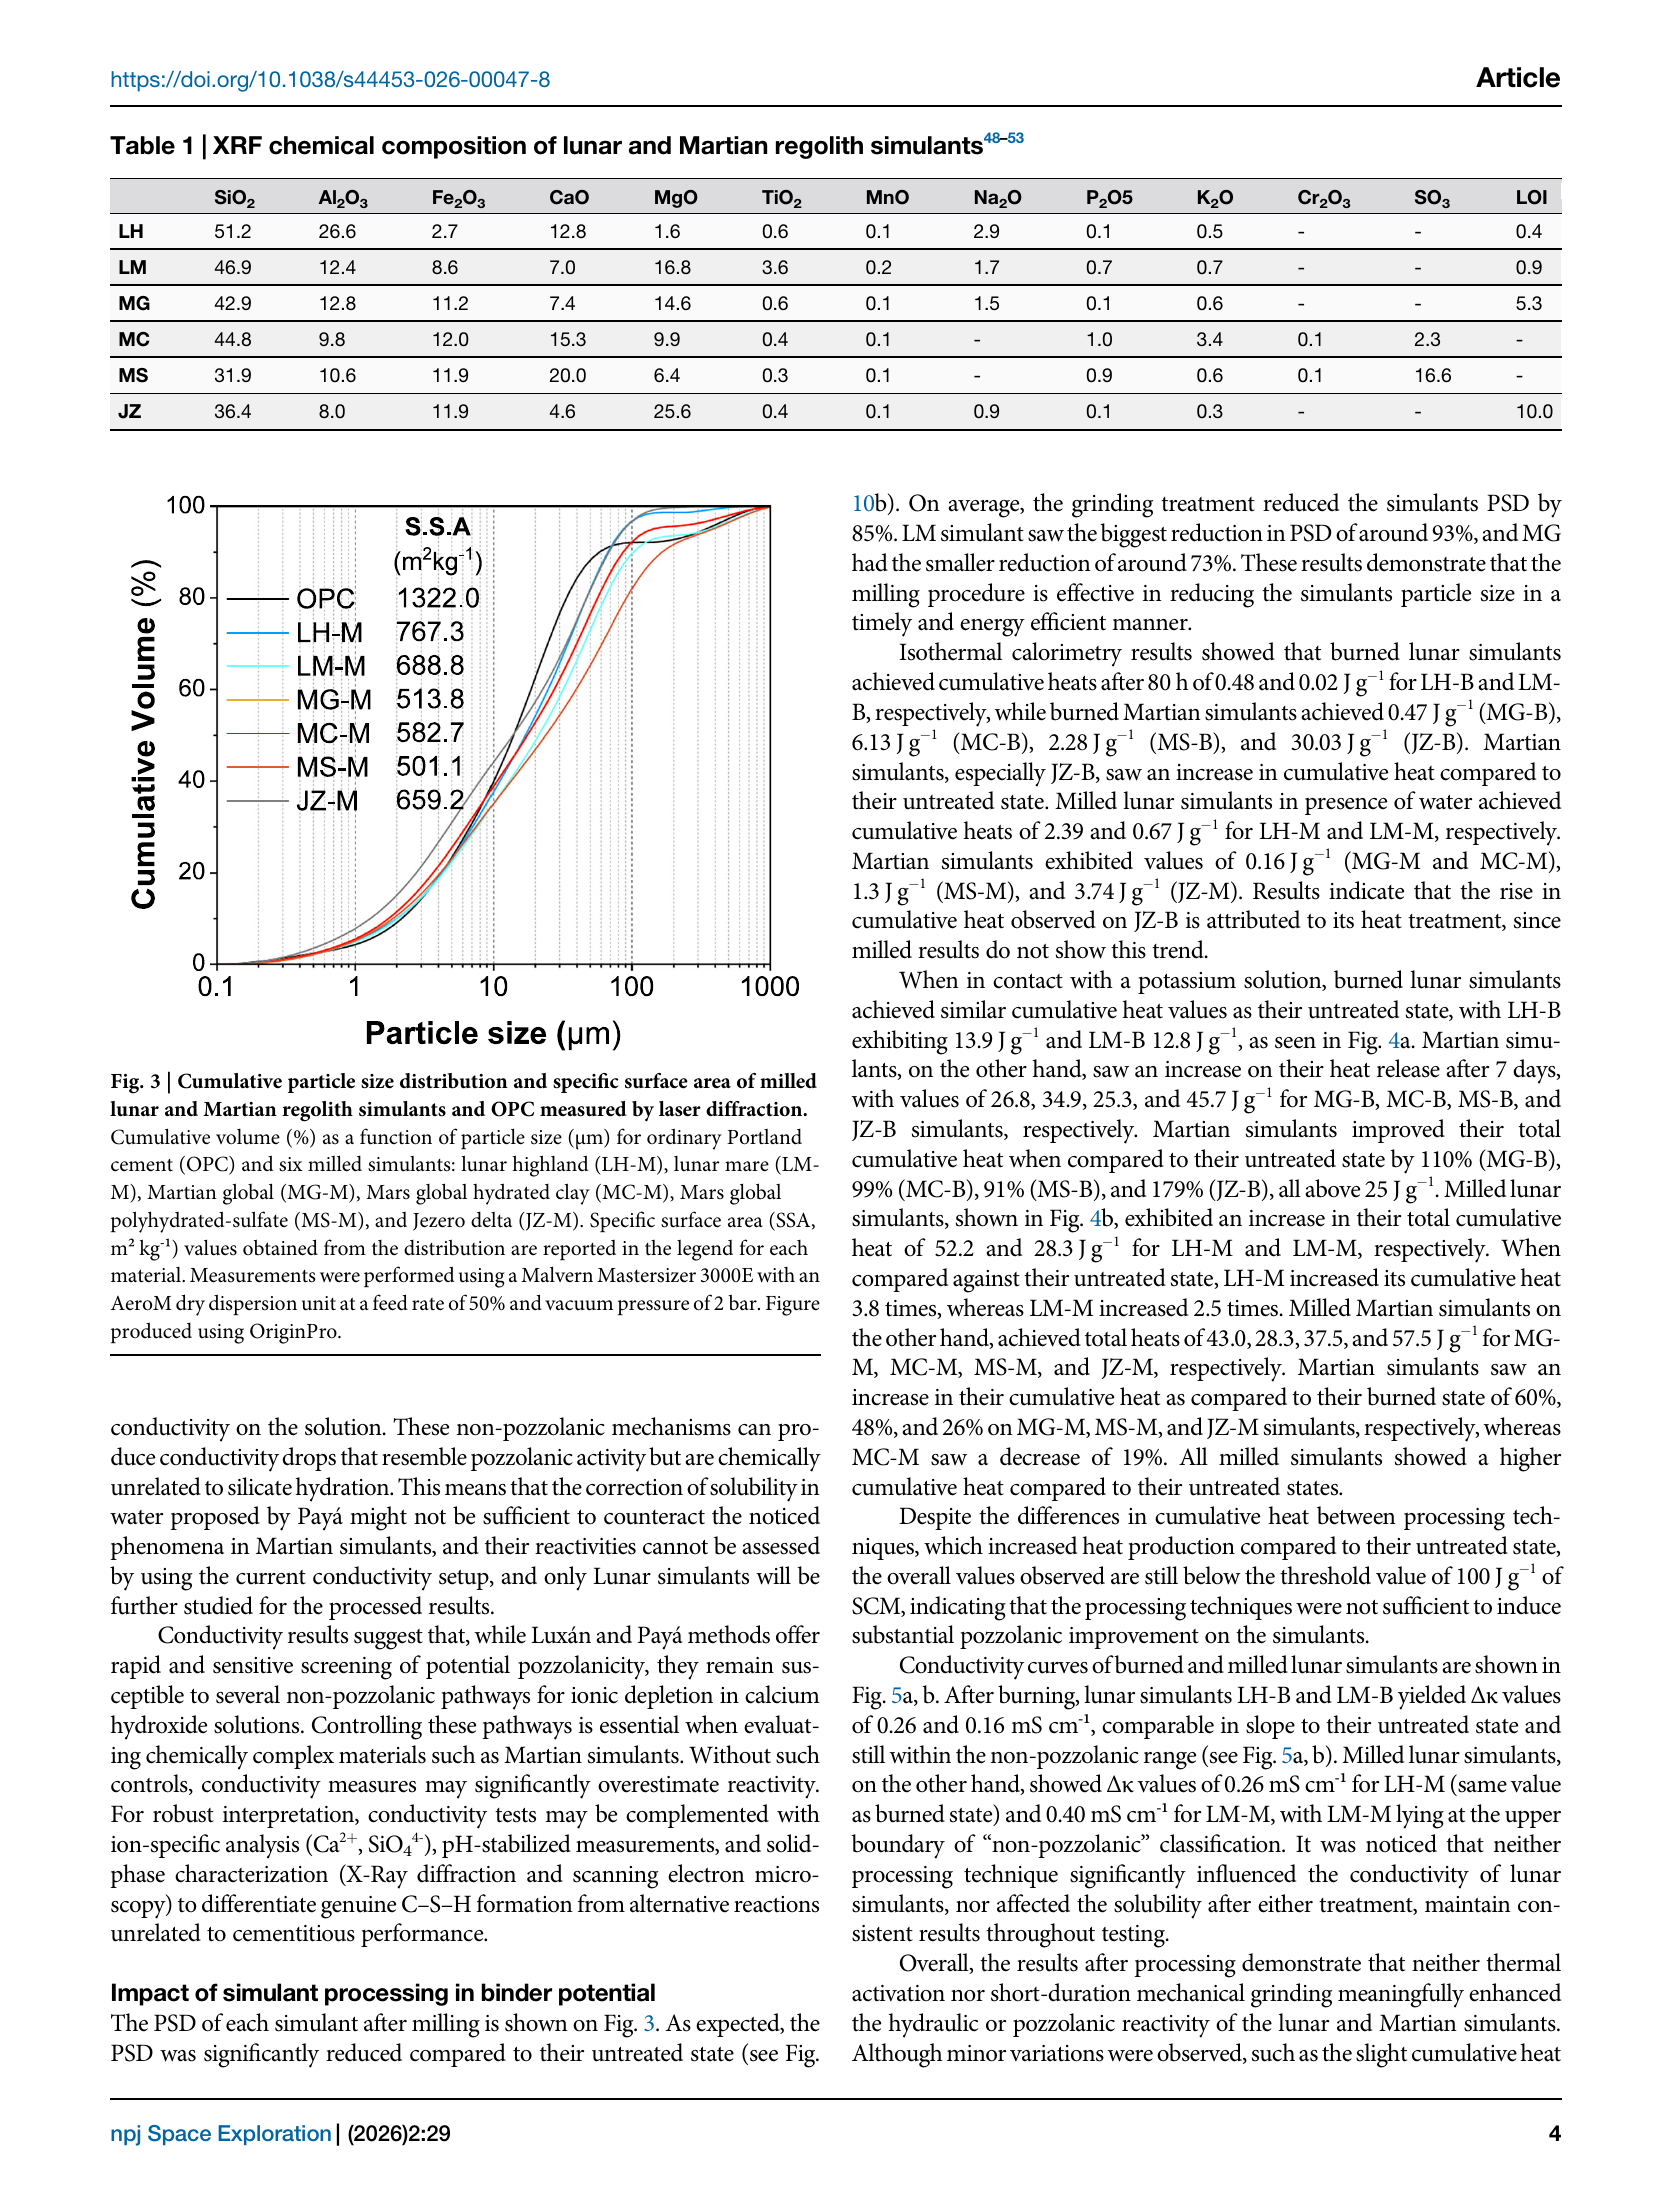 https://doi.org/10.1038/s44453-026-00047-8
Article
Table 1 | XRF chemical composition of lunar and Martian regolith simulants48–53
SiO2 Al2O3 Fe2O3 CaO MgO TiO2 MnO Na2O P2O5 K2O Cr2O3 SO3 LOI
LH 51.2 26.6 2.7 12.8 1.6 0.6 0.1 2.9 0.1 0.5 - - 0.4
LM 46.9 12.4 8.6 7.0 16.8 3.6 0.2 1.7 0.7 0.7 - - 0.9
MG 42.9 12.8 11.2 7.4 14.6 0.6 0.1 1.5 0.1 0.6 - - 5.3
MC 44.8 9.8 12.0 15.3 9.9 0.4 0.1 - 1.0 3.4 0.1 2.3 -
MS 31.9 10.6 11.9 20.0 6.4 0.3 0.1 - 0.9 0.6 0.1 16.6 -
JZ 36.4 8.0 11.9 4.6 25.6 0.4 0.1 0.9 0.1 0.3 - - 10.0
100
80
60
40
20
0
Cumulative Volume (%)
S.S.A
(m2kg-1)
OPC 1322.0
LH-M 767.3
LM-M 688.8
MG-M 513.8
MC-M 582.7
MS-M 501.1
JZ-M 659.2
0.1 1 10 100 1000
Particle size (μm)
Fig. 3 | Cumulative particle size distribution and specific surface area of milled
lunar and Martian regolith simulants and OPC measured by laser diffraction.
Cumulative volume (%) as a function of particle size (μm) for ordinary Portland
cement (OPC) and six milled simulants: lunar highland (LH-M), lunar mare (LM-
M), Martian global (MG-M), Mars global hydrated clay (MC-M), Mars global
polyhydrated-sulfate (MS-M), and Jezero delta (JZ-M). Specific surface area (SSA,
m² kg⁻¹) values obtained from the distribution are reported in the legend for each
material. Measurements were performed using a Malvern Mastersizer 3000E with an
AeroM dry dispersion unit at a feed rate of 50% and vacuum pressure of 2 bar. Figure
produced using OriginPro.
conductivity on the solution. These non-pozzolanic mechanisms can pro-
duce conductivity drops that resemble pozzolanic activity but are chemically
unrelated to silicate hydration. This means that the correction of solubility in
water proposed by Payá might not be sufficient to counteract the noticed
phenomena in Martian simulants, and their reactivities cannot be assessed
by using the current conductivity setup, and only Lunar simulants will be
further studied for the processed results.
Conductivity results suggest that, while Luxán and Payá methods offer
rapid and sensitive screening of potential pozzolanicity, they remain sus-
ceptible to several non-pozzolanic pathways for ionic depletion in calcium
hydroxide solutions. Controlling these pathways is essential when evaluat-
ing chemically complex materials such as Martian simulants. Without such
controls, conductivity measures may significantly overestimate reactivity.
For robust interpretation, conductivity tests may be complemented with
ion-specific analysis (Ca2+, SiO44-), pH-stabilized measurements, and solid-
phase characterization (X-Ray diffraction and scanning electron micro-
scopy) to differentiate genuine C–S–H formation from alternative reactions
unrelated to cementitious performance.
Impact of simulant processing in binder potential
The PSD of each simulant after milling is shown on Fig. 3. As expected, the
PSD was significantly reduced compared to their untreated state (see Fig.
10b). On average, the grinding treatment reduced the simulants PSD by
85%. LM simulant saw the biggest reduction in PSD of around 93%, and MG
had the smaller reduction of around 73%. These results demonstrate that the
milling procedure is effective in reducing the simulants particle size in a
timely and energy efficient manner.
Isothermal calorimetry results showed that burned lunar simulants
achieved cumulative heats after 80 h of 0.48 and 0.02 J g−1 for LH-B and LM-
B, respectively, while burned Martian simulants achieved 0.47 J g−1 (MG-B),
6.13 J g−1 (MC-B), 2.28 J g−1 (MS-B), and 30.03 J g−1 (JZ-B). Martian
simulants, especially JZ-B, saw an increase in cumulative heat compared to
their untreated state. Milled lunar simulants in presence of water achieved
cumulative heats of 2.39 and 0.67 J g−1 for LH-M and LM-M, respectively.
Martian simulants exhibited values of 0.16 J g−1 (MG-M and MC-M),
1.3 J g−1 (MS-M), and 3.74 J g−1 (JZ-M). Results indicate that the rise in
cumulative heat observed on JZ-B is attributed to its heat treatment, since
milled results do not show this trend.
When in contact with a potassium solution, burned lunar simulants
achieved similar cumulative heat values as their untreated state, with LH-B
exhibiting 13.9 J g−1 and LM-B 12.8 J g−1, as seen in Fig. 4a. Martian simu-
lants, on the other hand, saw an increase on their heat release after 7 days,
with values of 26.8, 34.9, 25.3, and 45.7 J g−1 for MG-B, MC-B, MS-B, and
JZ-B simulants, respectively. Martian simulants improved their total
cumulative heat when compared to their untreated state by 110% (MG-B),
99% (MC-B), 91% (MS-B), and 179% (JZ-B), all above 25 J g−1. Milled lunar
simulants, shown in Fig. 4b, exhibited an increase in their total cumulative
heat of 52.2 and 28.3 J g−1 for LH-M and LM-M, respectively. When
compared against their untreated state, LH-M increased its cumulative heat
3.8 times, whereas LM-M increased 2.5 times. Milled Martian simulants on
the other hand, achieved total heats of 43.0, 28.3, 37.5, and 57.5 J g−1 for MG-
M, MC-M, MS-M, and JZ-M, respectively. Martian simulants saw an
increase in their cumulative heat as compared to their burned state of 60%,
48%, and 26% on MG-M, MS-M, and JZ-M simulants, respectively, whereas
MC-M saw a decrease of 19%. All milled simulants showed a higher
cumulative heat compared to their untreated states.
Despite the differences in cumulative heat between processing tech-
niques, which increased heat production compared to their untreated state,
the overall values observed are still below the threshold value of 100 J g−1 of
SCM, indicating that the processing techniques were not sufficient to induce
substantial pozzolanic improvement on the simulants.
Conductivity curves of burned and milled lunar simulants are shown in
Fig. 5a, b. After burning, lunar simulants LH-B and LM-B yielded Δκ values
of 0.26 and 0.16 mS cm⁻¹, comparable in slope to their untreated state and
still within the non-pozzolanic range (see Fig. 5a, b). Milled lunar simulants,
on the other hand, showed Δκ values of 0.26 mS cm⁻¹ for LH-M (same value
as burned state) and 0.40 mS cm⁻¹ for LM-M, with LM-M lying at the upper
boundary of “non-pozzolanic” classification. It was noticed that neither
processing technique significantly influenced the conductivity of lunar
simulants, nor affected the solubility after either treatment, maintain con-
sistent results throughout testing.
Overall, the results after processing demonstrate that neither thermal
activation nor short-duration mechanical grinding meaningfully enhanced
the hydraulic or pozzolanic reactivity of the lunar and Martian simulants.
Although minor variations were observed, such as the slight cumulative heat
npj Space Exploration | (2026)2:29
4